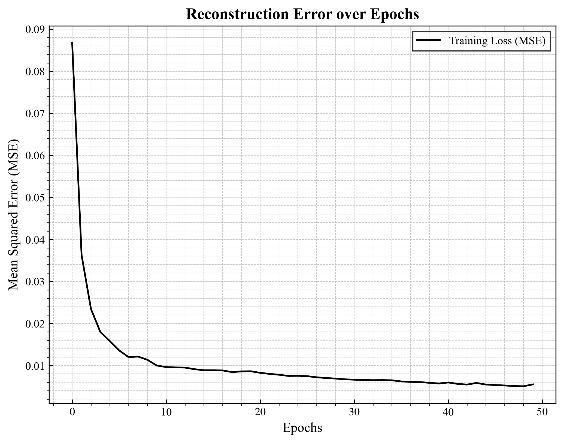 Reconstruction Error over Epochs
Training Loss (MSE)
Mean Squared Error (MSE)
0.09
0.08
0.07
0.06
0.05
0.04
0.03
0.02
0.01
0 10 20 30 40 50
Epochs